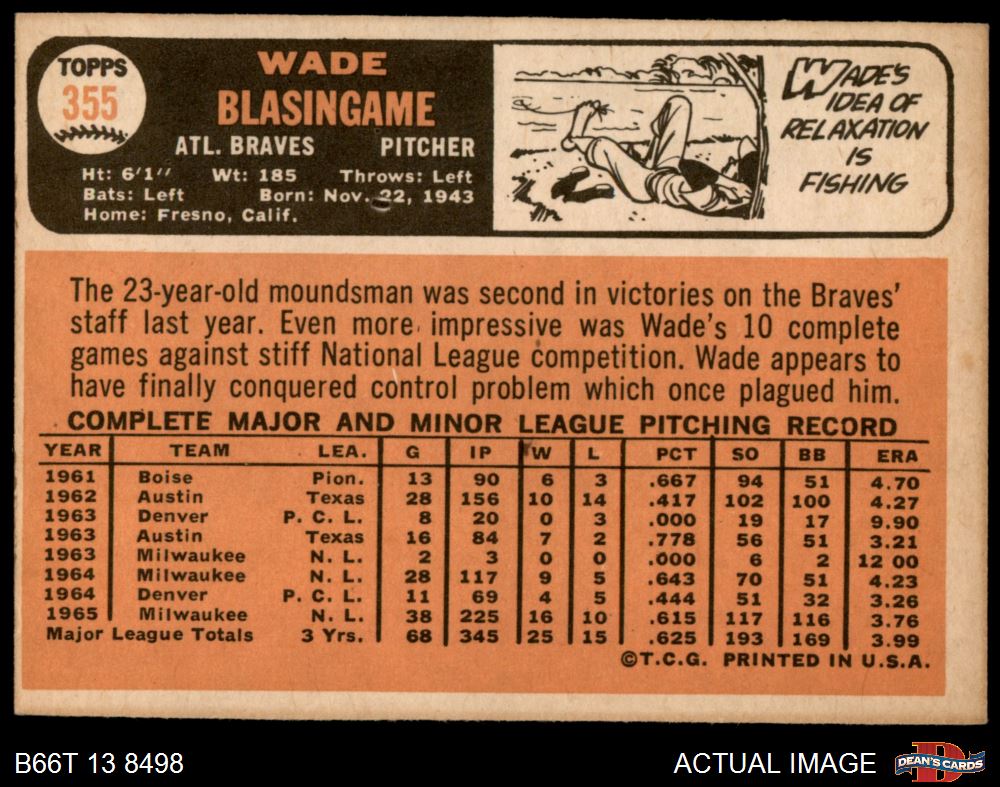 TOPPS
355
WADE
BLASINGAME
ATL. BRAVES PITCHER
Ht: 6'1" Wt: 185 Throws: Left
Bats: Left Born: Nov. 22, 1943
Home: Fresno, Calif.
WADE'S
IDEA OF
RELAXATION
IS
FISHING
The 23-year-old moundsman was second in victories on the Braves'
staff last year. Even more impressive was Wade's 10 complete
games against stiff National League competition. Wade appears to
have finally conquered control problem which once plagued him.
COMPLETE MAJOR AND MINOR LEAGUE PITCHING RECORD
YEAR TEAM LEA. G IP W L PCT SO BB ERA
1961 Boise Pion. 13 90 6 3 .667 94 51 4.70
1962 Austin Texas 28 156 10 14 .417 102 100 4.27
1963 Denver P. C. L. 8 20 0 3 .000 19 17 9.90
1963 Austin Texas 16 84 7 2 .778 56 51 3.21
1963 Milwaukee N. L. 2 3 0 0 .000 6 2 12 00
1964 Milwaukee N. L. 28 117 9 5 .643 70 51 4.23
1964 Denver P. C. L. 11 69 4 5 .444 51 32 3.26
1965 Milwaukee N. L. 38 225 16 10 .615 117 116 3.76
Major League Totals 3 Yrs. 68 345 25 15 .625 193 169 3.99
©T.C.G. PRINTED IN U.S.A.
B66T 13 8498 ACTUAL IMAGE DEAN'S CARDS